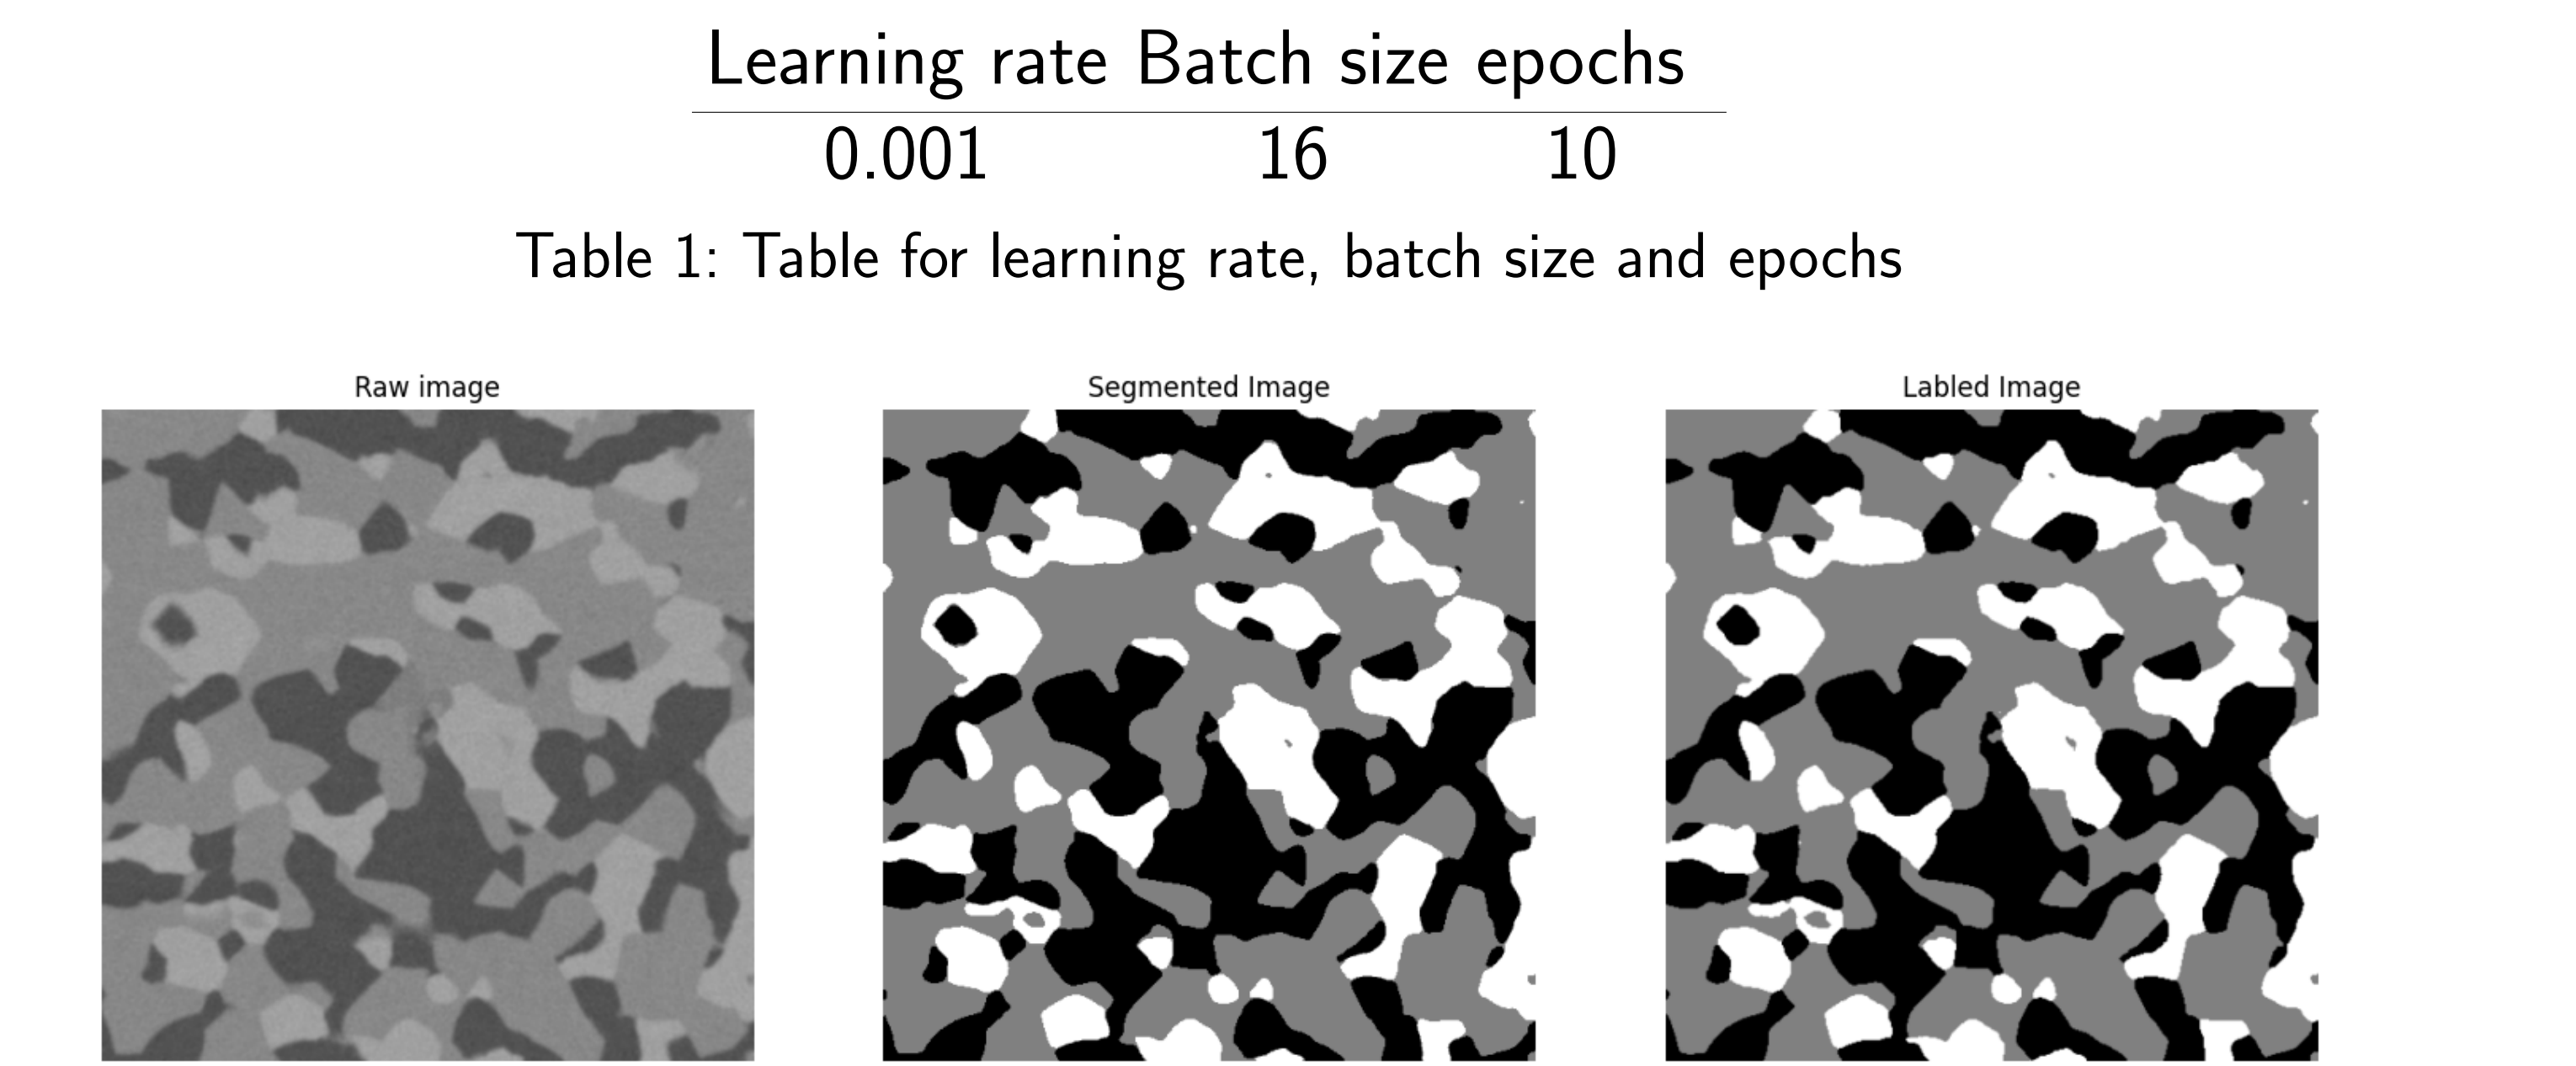 Learning rate Batch size epochs
0.001 16 10
Table 1: Table for learning rate, batch size and epochs
Raw image
Segmented Image
Labled Image